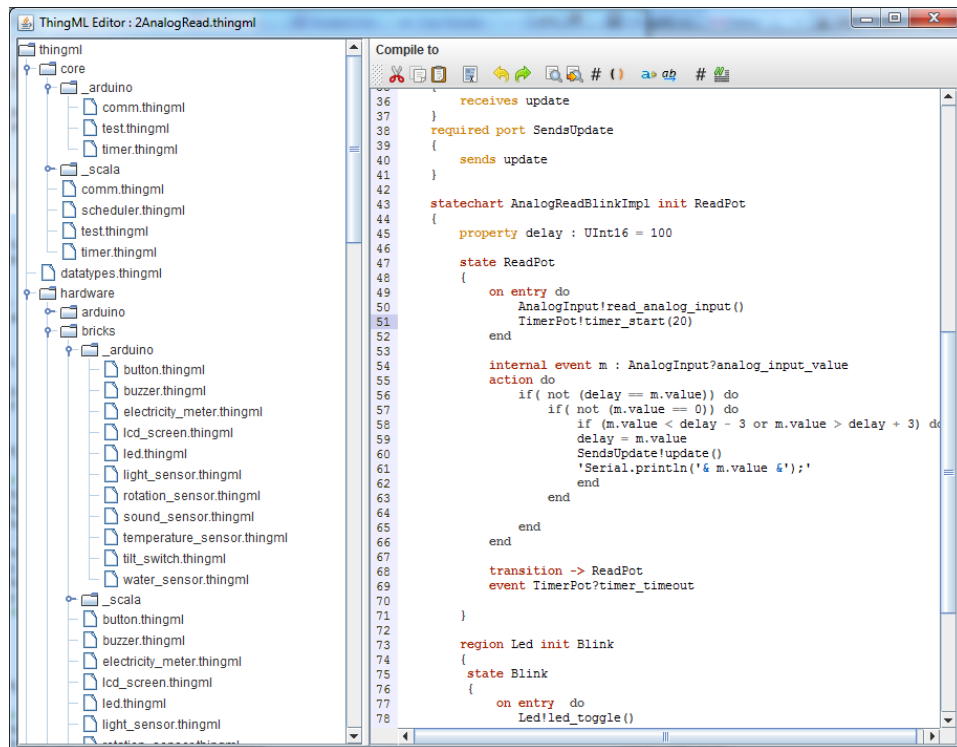 ThingML Editor : 2AnalogRead.thingml
thingml
core
_arduino
comm.thingml
test.thingml
timer.thingml
_scala
comm.thingml
scheduler.thingml
test.thingml
timer.thingml
datatypes.thingml
hardware
arduino
bricks
_arduino
button.thingml
buzzer.thingml
electricity_meter.thingml
lcd_screen.thingml
led.thingml
light_sensor.thingml
rotation_sensor.thingml
sound_sensor.thingml
temperature_sensor.thingml
tilt_switch.thingml
water_sensor.thingml
_scala
button.thingml
buzzer.thingml
electricity_meter.thingml
lcd_screen.thingml
led.thingml
light_sensor.thingml
Compile to
# () a» ab #
36 receives update
37 }
38 required port SendsUpdate
39 {
40 sends update
41 }
42
43 statechart AnalogReadBlinkImpl init ReadPot
44 {
45 property delay : UInt16 = 100
46
47 state ReadPot
48 {
49 on entry do
50 AnalogInput!read_analog_input()
51 TimerPot!timer_start(20)
52 end
53
54 internal event m : AnalogInput?analog_input_value
55 action do
56 if( not (delay == m.value)) do
57 if( not (m.value == 0)) do
58 if (m.value < delay - 3 or m.value > delay + 3) do
59 delay = m.value
60 SendsUpdate!update()
61 'Serial.println('& m.value &');'
62 end
63 end
64
65 end
66 end
67
68 transition -> ReadPot
69 event TimerPot?timer_timeout
70
71 }
72
73 region Led init Blink
74 {
75 state Blink
76 {
77 on entry do
78 Led!led_toggle()